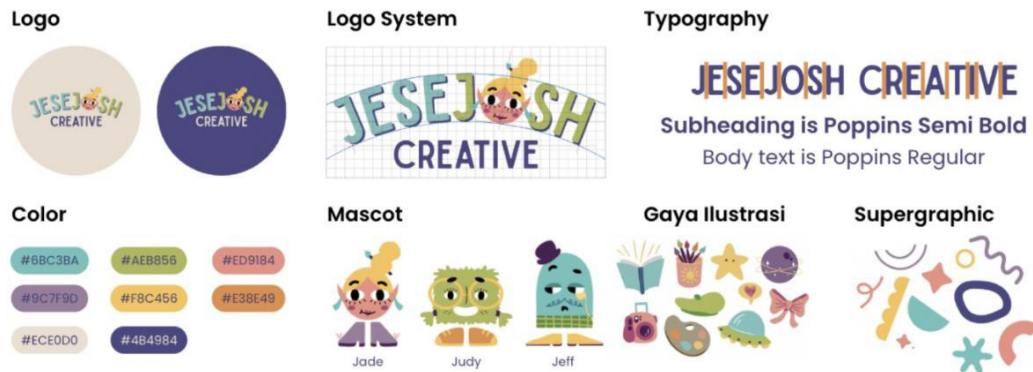 Logo
Logo System
Typography
JESEJOSH
CREATIVE
JESEJOSH
CREATIVE
JESEJOSH
CREATIVE
JESEJOSH CREATIVE
Subheading is Poppins Semi Bold
Body text is Poppins Regular
Color
Mascot
Gaya Ilustrasi
Supergraphic
#6BC3BA
#AEB856
#ED9184
#9C7F9D
#F8C456
#E38E49
#ECE0D0
#4B4984
Jade
Judy
Jeff